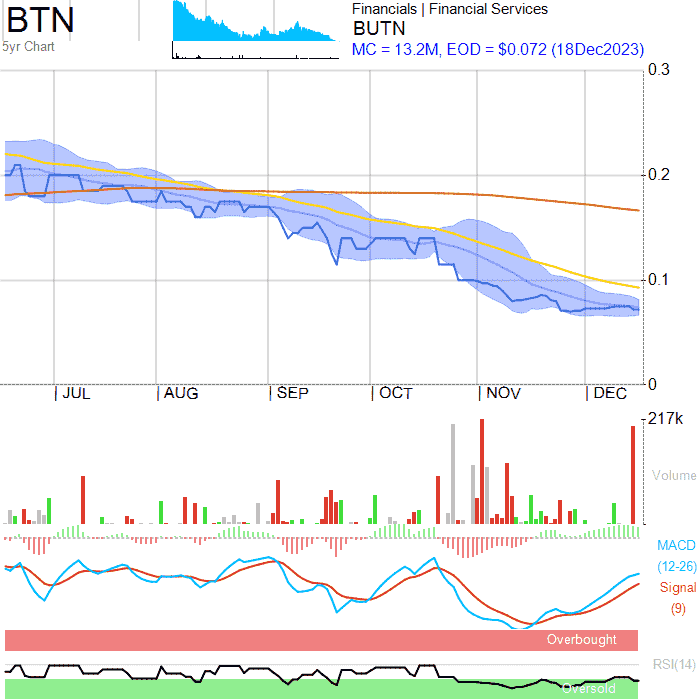 BTN
5yr Chart
Financials | Financial Services
BUTN
MC = 13.2M, EOD = $0.072 (18Dec2023)
0.3
0.2
0.1
0
JUL
AUG
SEP
OCT
NOV
DEC
217k
Volume
MACD
(12-26)
Signal
(9)
Overbought
RSI(14)
Oversold